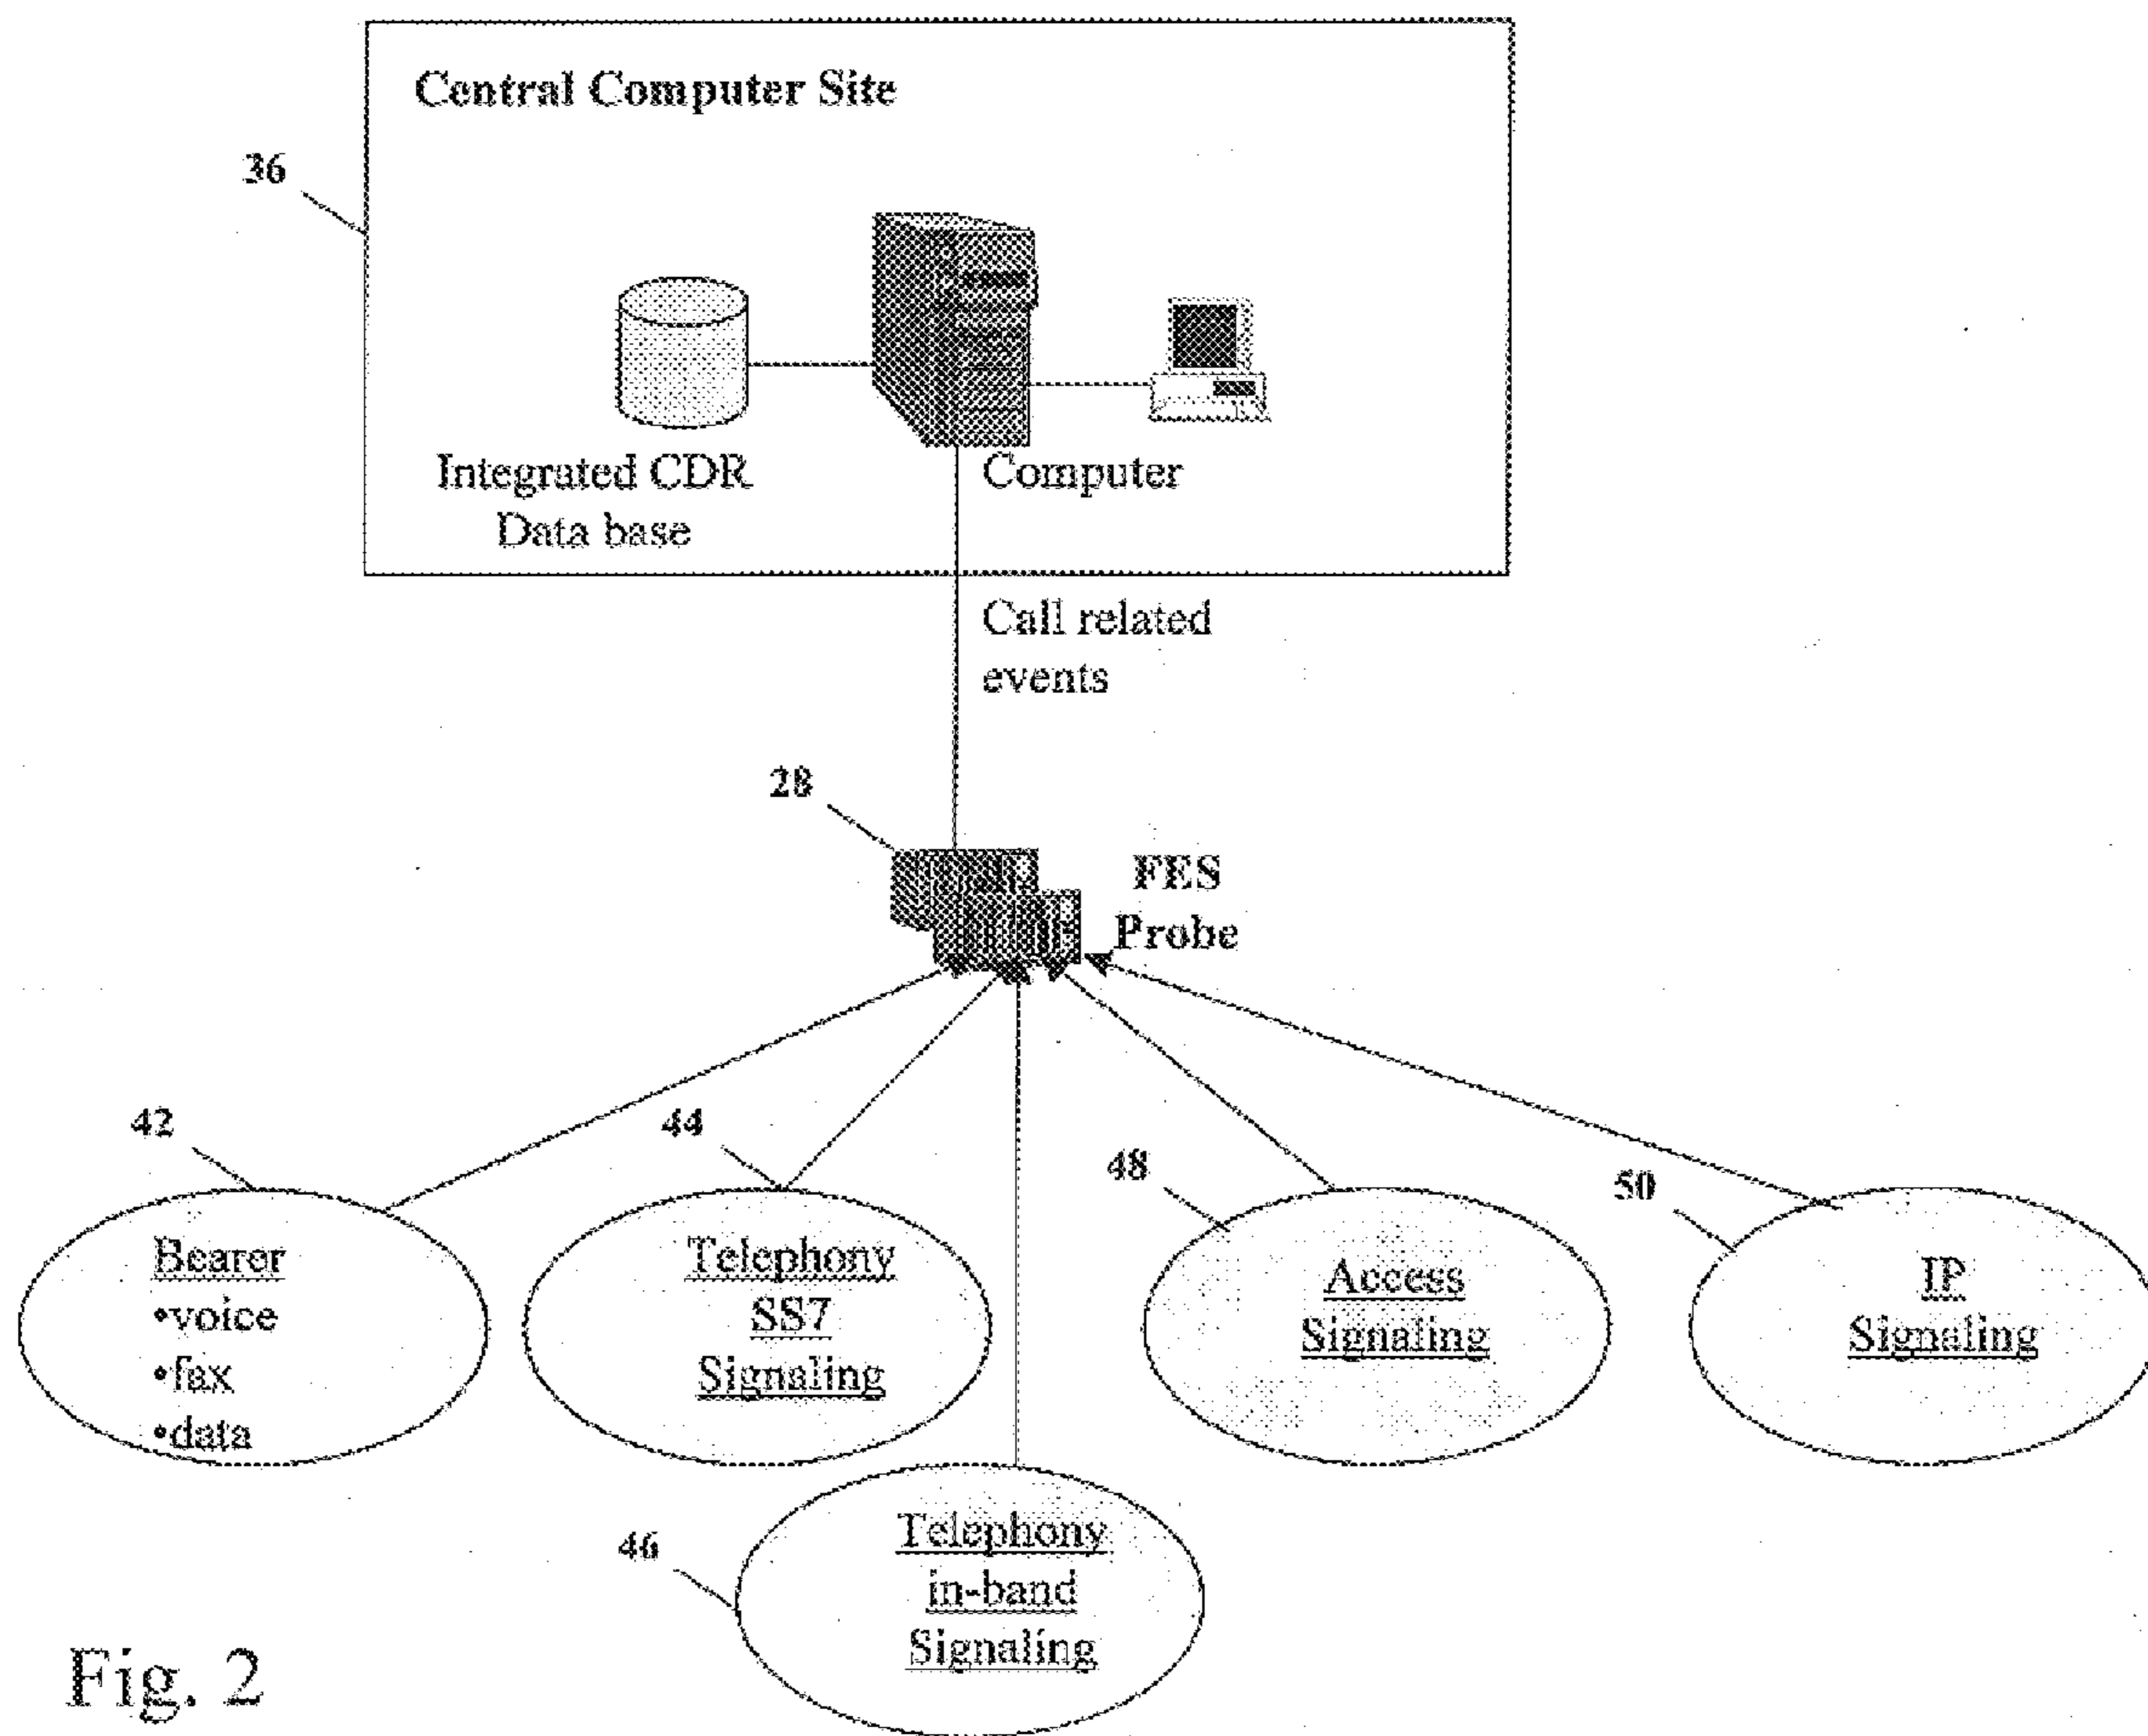 Central Computer Site
36
Integrated CDR
Data base
Computer
Call related
events
28
FES
Probe
42
44
48
50
Bearer
•voice
•fax
•data
Telephony
SS7
Signaling
Access
Signaling
IP
Signaling
46
Telephony
in-band
Signaling
Fig. 2